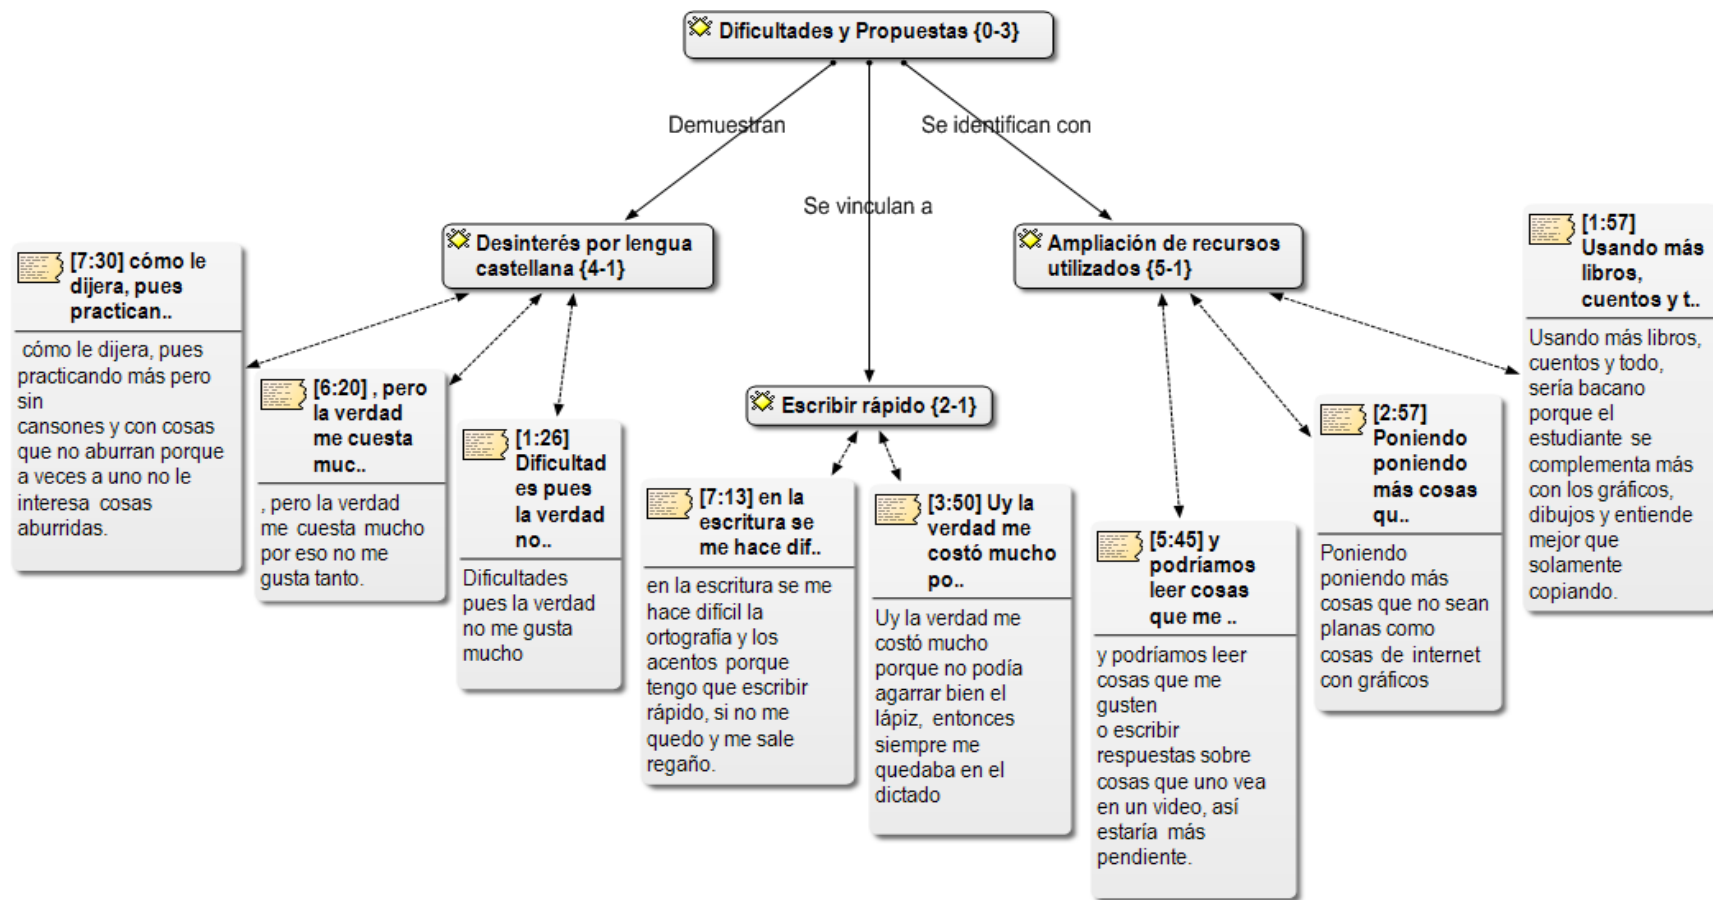 Dificultades y Propuestas {0-3}
Demuestran
Se identifican con
Se vinculan a
Desinterés por lengua
castellana {4-1}
Ampliación de recursos
utilizados {5-1}
Escribir rápido {2-1}
[7:30] cómo le
dijera, pues
practican..
cómo le dijera, pues
practicando más pero
sin
cansones y con cosas
que no aburran porque
a veces a uno no le
interesa cosas
aburridas.
[6:20] , pero
la verdad
me cuesta
muc..
, pero la verdad
me cuesta mucho
por eso no me
gusta tanto.
[1:26]
Dificultad
es pues
la verdad
no..
Dificultades
pues la verdad
no me gusta
mucho
[7:13] en la
escritura se
me hace dif..
en la escritura se me
hace difícil la
ortografía y los
acentos porque
tengo que escribir
rápido, si no me
quedo y me sale
regaño.
[3:50] Uy la
verdad me
costó mucho
po..
Uy la verdad me
costó mucho
porque no podía
agarrar bien el
lápiz, entonces
siempre me
quedaba en el
dictado
[5:45] y
podríamos
leer cosas
que me ..
y podríamos leer
cosas que me
gusten
o escribir
respuestas sobre
cosas que uno vea
en un video, así
estaría más
pendiente.
[2:57]
Poniendo
poniendo
más cosas
qu..
Poniendo
poniendo más
cosas que no sean
planas como
cosas de internet
con gráficos
[1:57]
Usando más
libros,
cuentos y t..
Usando más libros,
cuentos y todo,
sería bacano
porque el
estudiante se
complementa más
con los gráficos,
dibujos y entiende
mejor que
solamente
copiando.